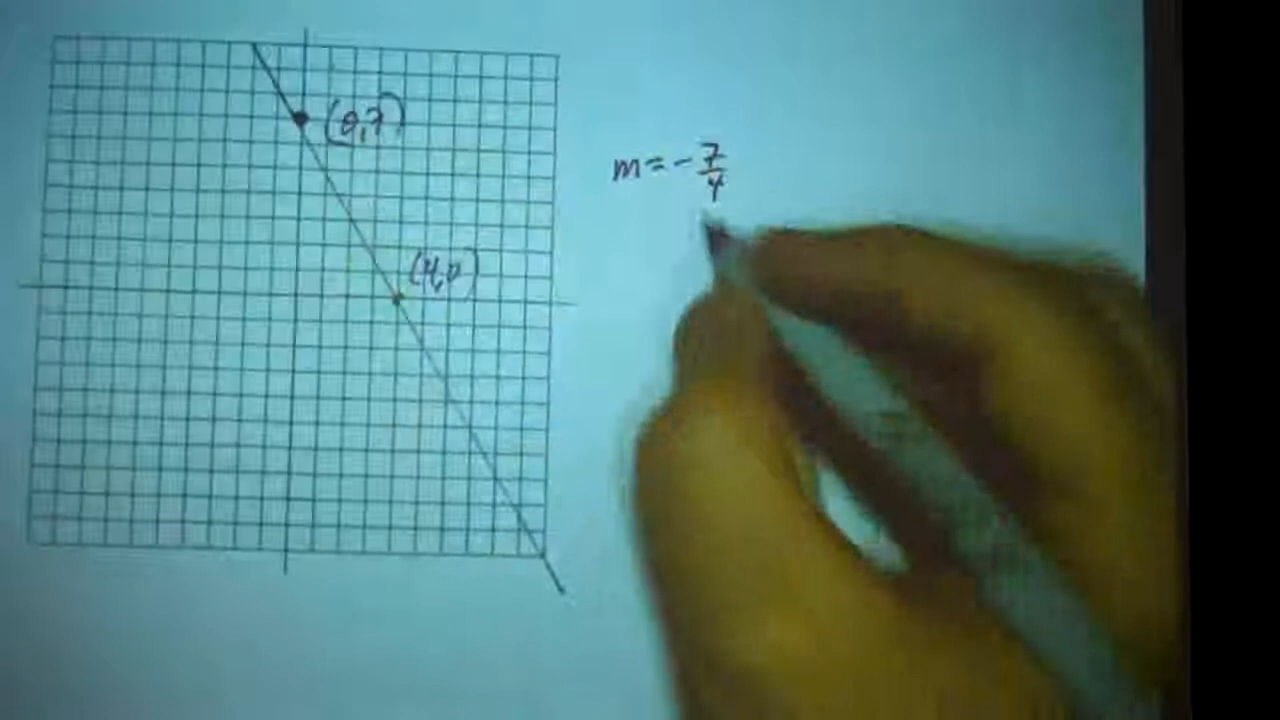 (0,7)
m = - 7/4
(4,0)